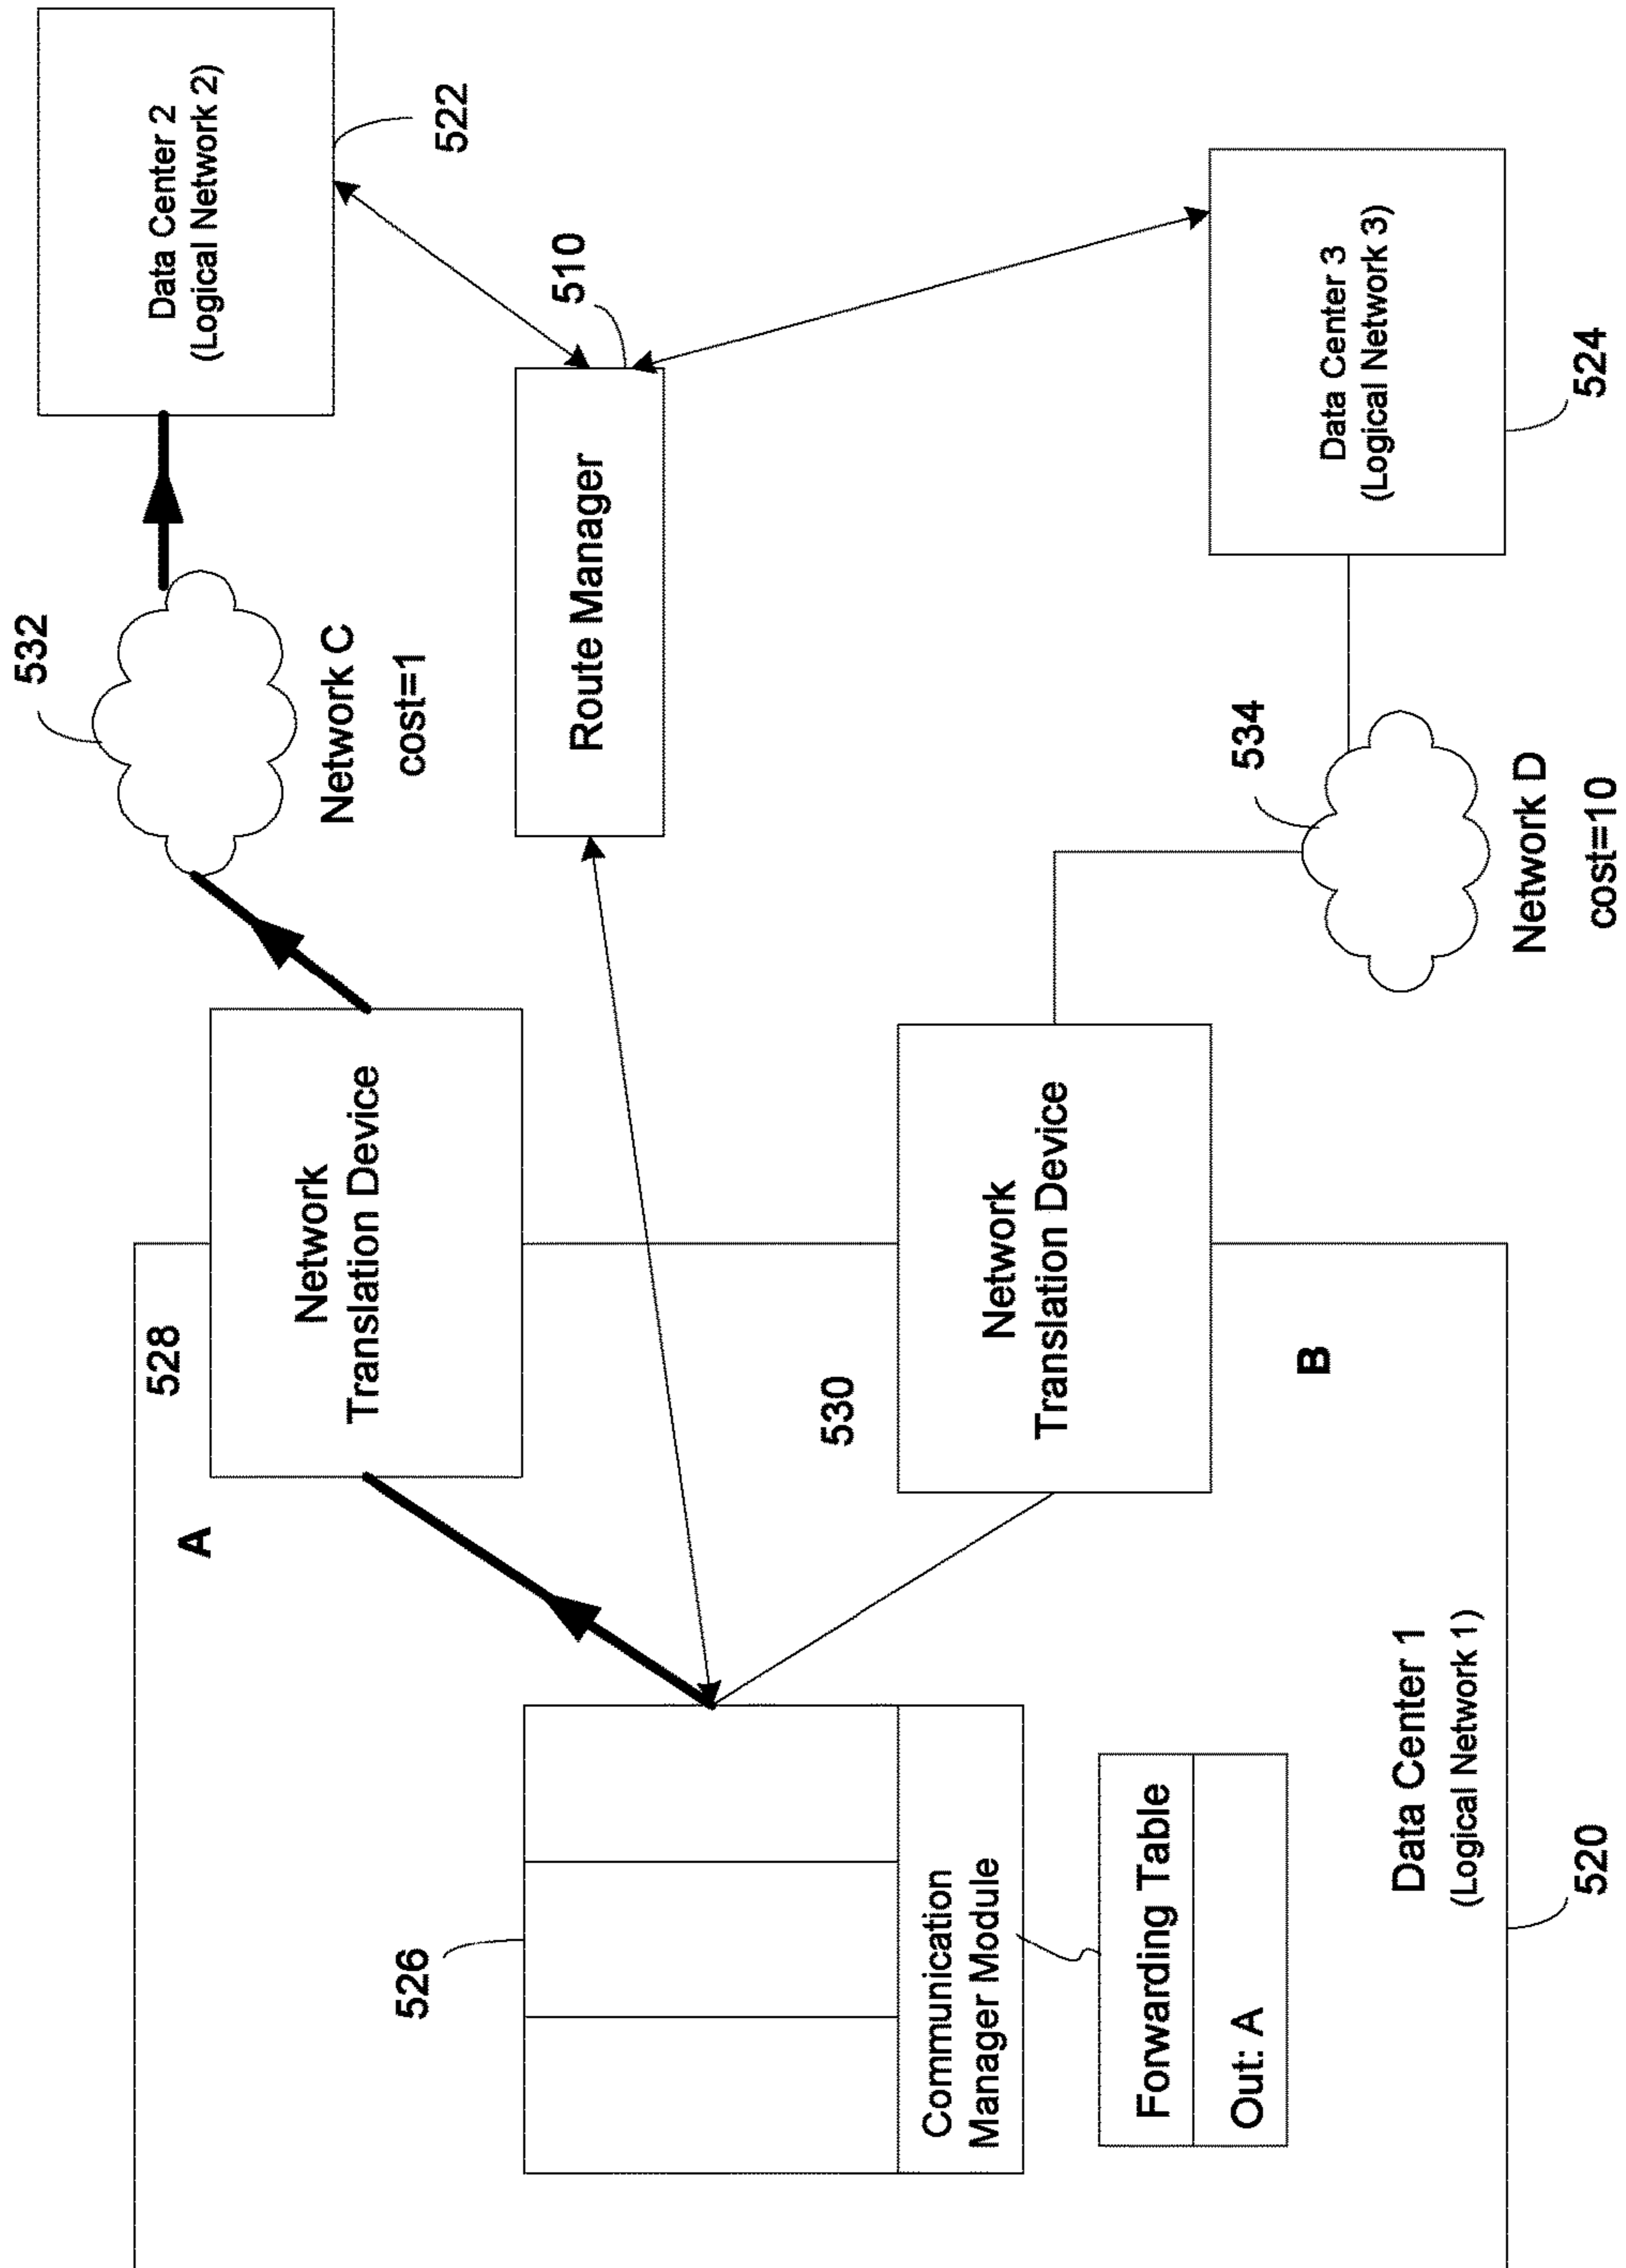 532
Network C
cost=1
Data Center 2
(Logical Network 2)
522
528
A
Network
Translation Device
Route Manager
510
526
Communication
Manager Module
Forwarding Table
Out: A
530
Network
Translation Device
B
534
Network D
cost=10
Data Center 3
(Logical Network 3)
524
Data Center 1
(Logical Network 1)
520